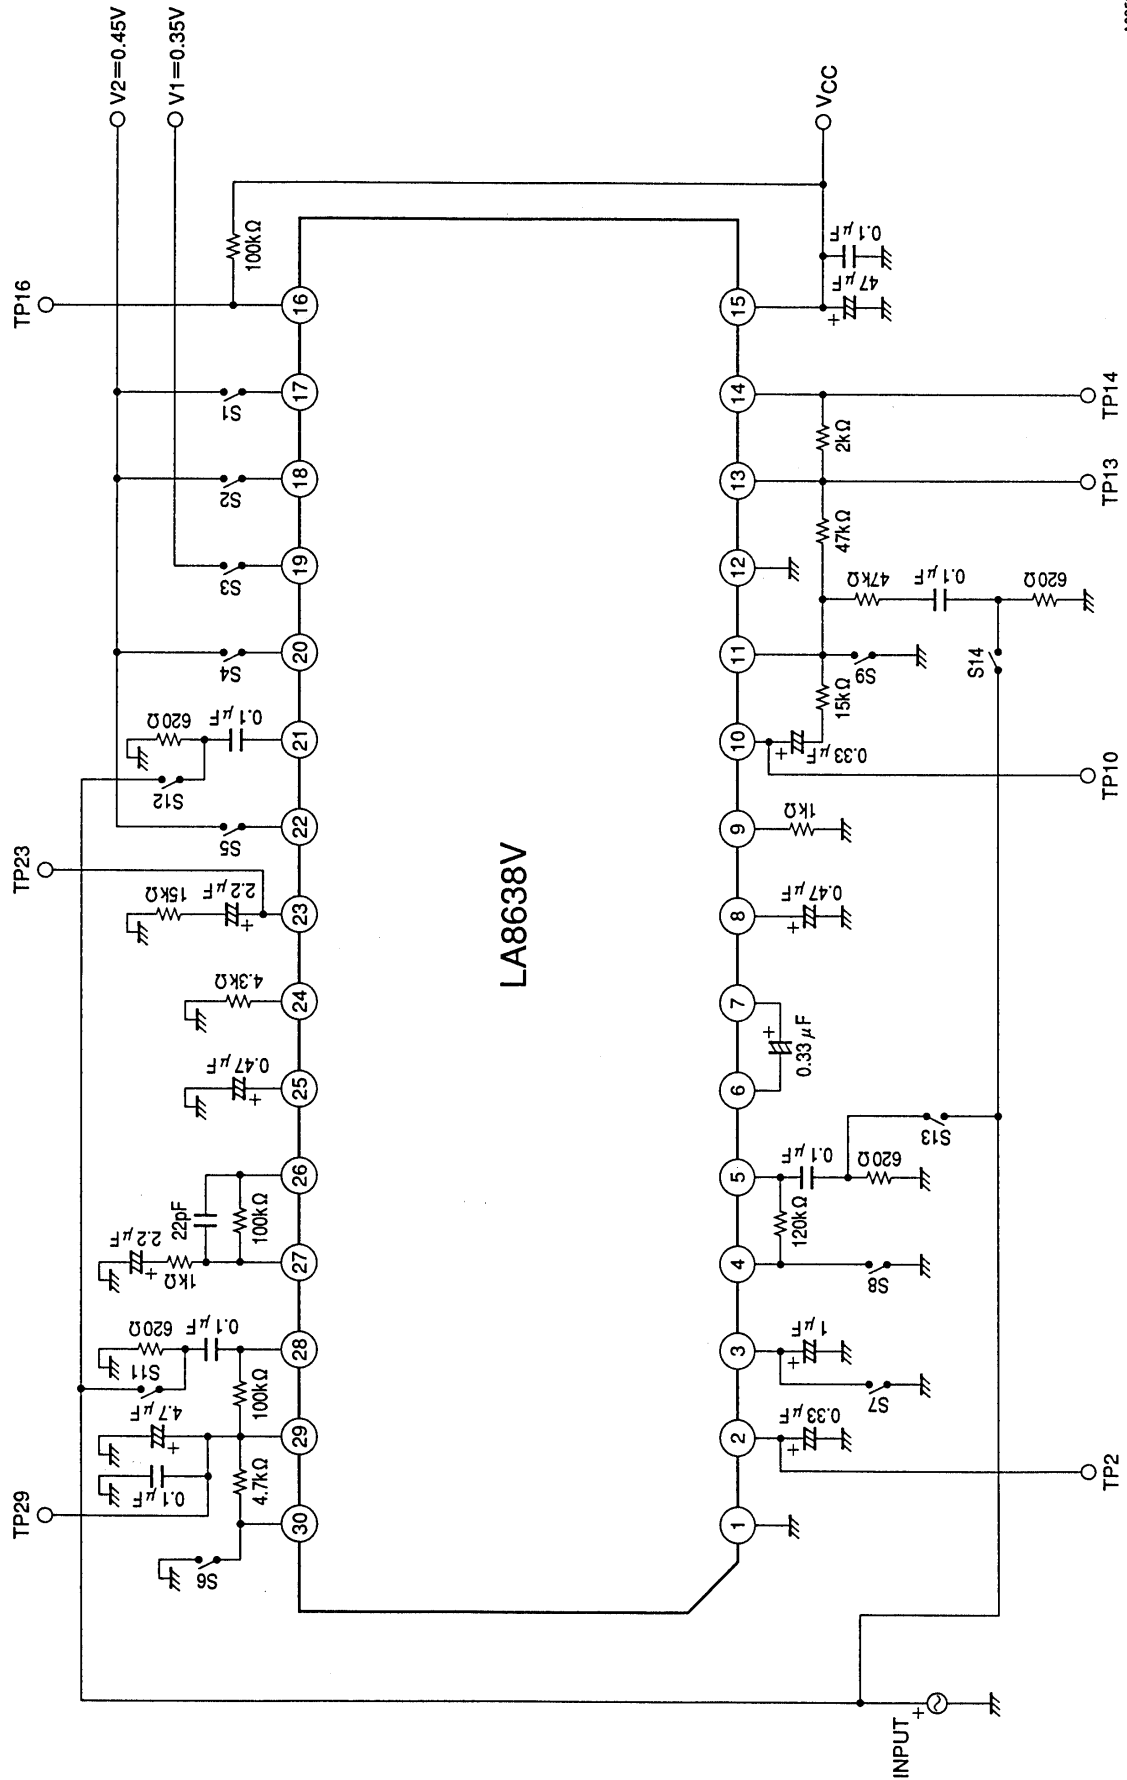 V2=0.45V
V1=0.35V
VCC
TP16
100kΩ
16
15
47μF
0.1μF
S1
17
14
TP14
2kΩ
S2
18
13
TP13
47kΩ
S3
19
12
47kΩ
0.1μF
620Ω
S4
20
11
S9
S14
15kΩ
620Ω
0.1μF
21
10
0.33μF
TP10
S12
S5
22
9
1kΩ
TP23
15kΩ
2.2μF
23
8
0.47μF
LA8638V
4.3kΩ
24
7
0.33μF
0.47μF
25
6
S13
22pF
100kΩ
26
5
0.1μF
620Ω
120kΩ
2.2μF
1kΩ
27
4
S8
620Ω
0.1μF
28
3
1μF
S11
100kΩ
S7
4.7μF
29
2
0.33μF
TP2
0.1μF
4.7kΩ
TP29
30
1
S6
INPUT